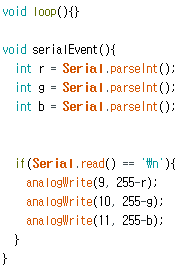 void loop(){}
void serialEvent(){
int r = Serial.parseInt();
int g = Serial.parseInt();
int b = Serial.parseInt();
if(Serial.read() == '₩n'){
analogWrite(9, 255-r);
analogWrite(10, 255-g);
analogWrite(11, 255-b);
}
}